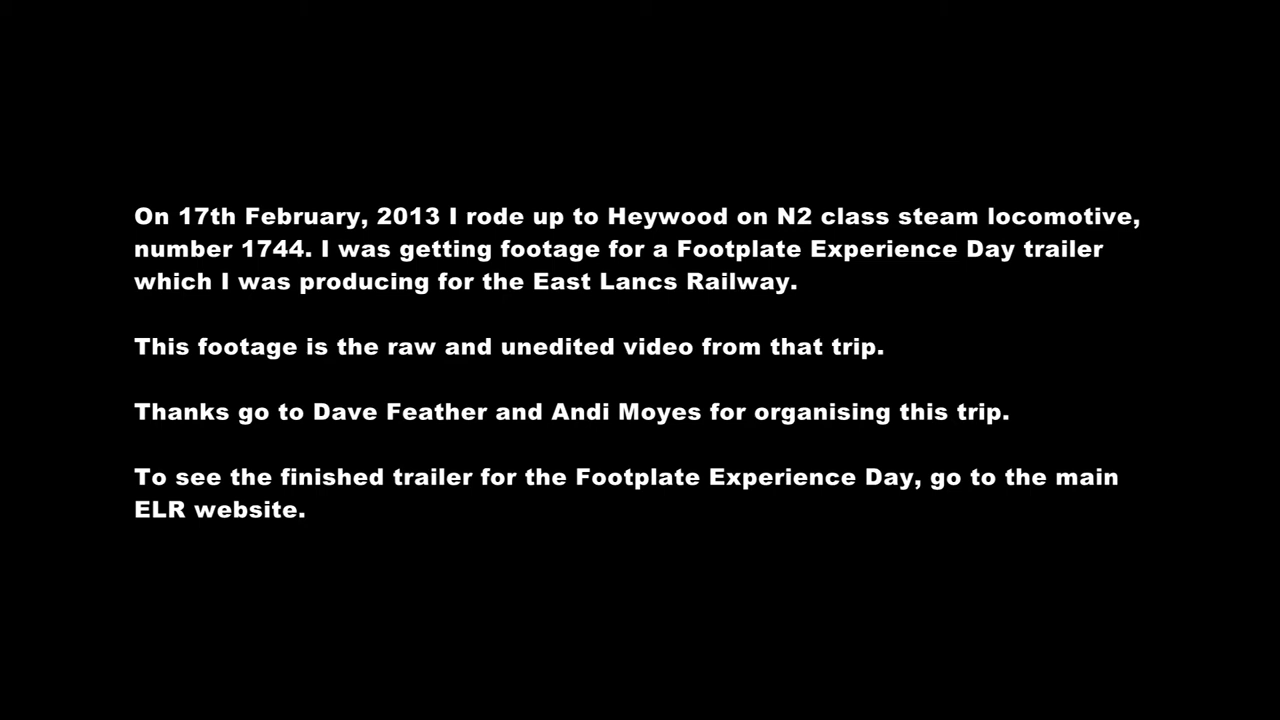 On 17th February, 2013 I rode up to Heywood on N2 class steam locomotive,
number 1744. I was getting footage for a Footplate Experience Day trailer
which I was producing for the East Lancs Railway.
This footage is the raw and unedited video from that trip.
Thanks go to Dave Feather and Andi Moyes for organising this trip.
To see the finished trailer for the Footplate Experience Day, go to the main
ELR website.